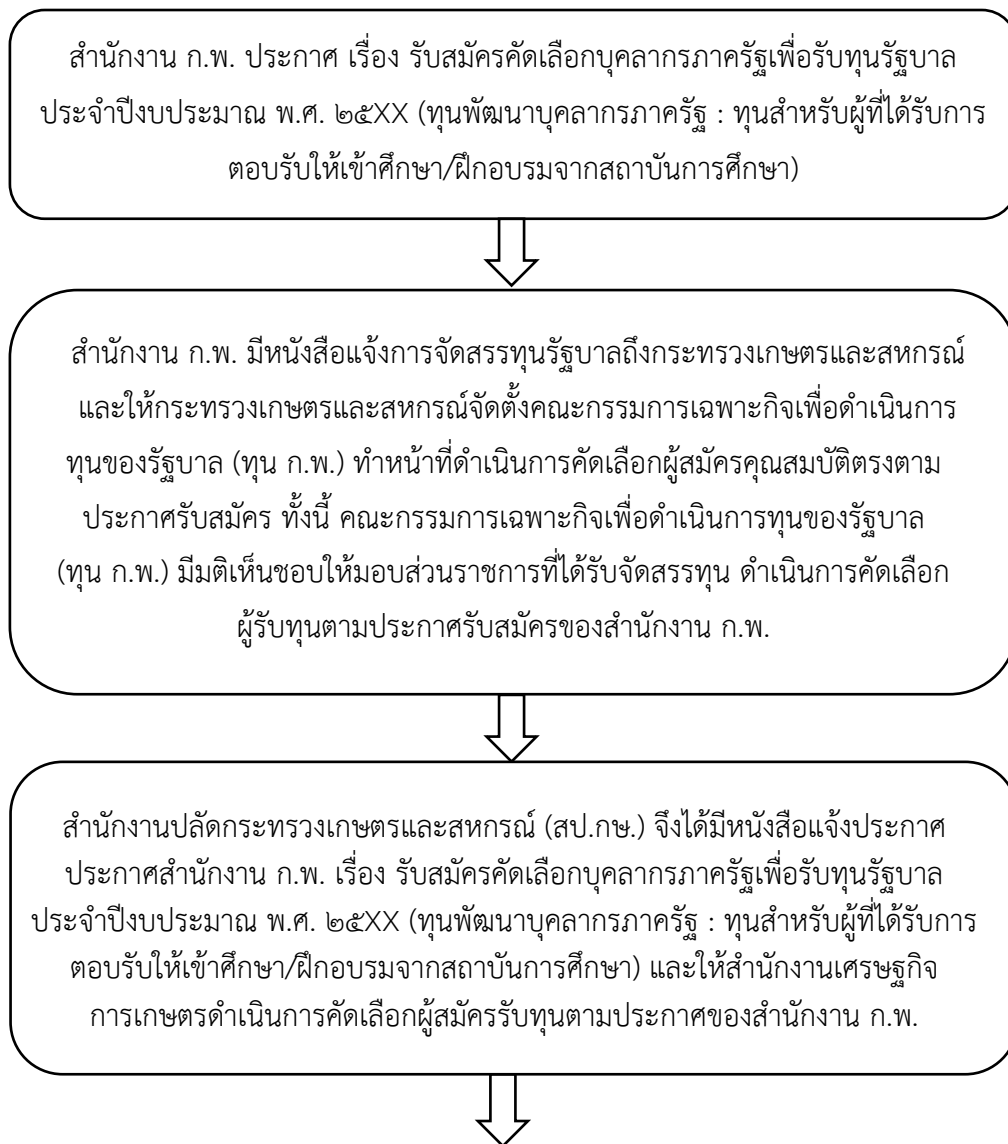 สำนักงาน ก.พ. ประกาศ เรื่อง รับสมัครคัดเลือกบุคลากรภาครัฐเพื่อรับทุนรัฐบาล
ประจำปีงบประมาณ พ.ศ. ๒๕XX (ทุนพัฒนาบุคลากรภาครัฐ : ทุนสำหรับผู้ที่ได้รับการ
ตอบรับให้เข้าศึกษา/ฝึกอบรมจากสถาบันการศึกษา)
สำนักงาน ก.พ. มีหนังสือแจ้งการจัดสรรทุนรัฐบาลถึงกระทรวงเกษตรและสหกรณ์
และให้กระทรวงเกษตรและสหกรณ์จัดตั้งคณะกรรมการเฉพาะกิจเพื่อดำเนินการ
ทุนของรัฐบาล (ทุน ก.พ.) ทำหน้าที่ดำเนินการคัดเลือกผู้สมัครคุณสมบัติตรงตาม
ประกาศรับสมัคร ทั้งนี้ คณะกรรมการเฉพาะกิจเพื่อดำเนินการทุนของรัฐบาล
(ทุน ก.พ.) มีมติเห็นชอบให้มอบส่วนราชการที่ได้รับจัดสรรทุน ดำเนินการคัดเลือก
ผู้รับทุนตามประกาศรับสมัครของสำนักงาน ก.พ.
สำนักงานปลัดกระทรวงเกษตรและสหกรณ์ (สป.กษ.) จึงได้มีหนังสือแจ้งประกาศ
ประกาศสำนักงาน ก.พ. เรื่อง รับสมัครคัดเลือกบุคลากรภาครัฐเพื่อรับทุนรัฐบาล
ประจำปีงบประมาณ พ.ศ. ๒๕XX (ทุนพัฒนาบุคลากรภาครัฐ : ทุนสำหรับผู้ที่ได้รับการ
ตอบรับให้เข้าศึกษา/ฝึกอบรมจากสถาบันการศึกษา) และให้สำนักงานเศรษฐกิจ
การเกษตรดำเนินการคัดเลือกผู้สมัครรับทุนตามประกาศของสำนักงาน ก.พ.